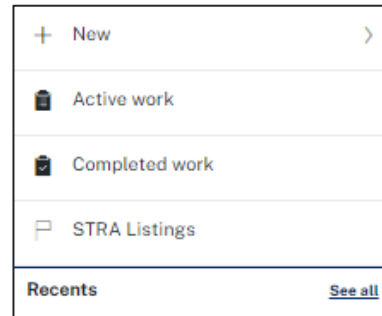 New
Active work
Completed work
STRA Listings
Recents See all